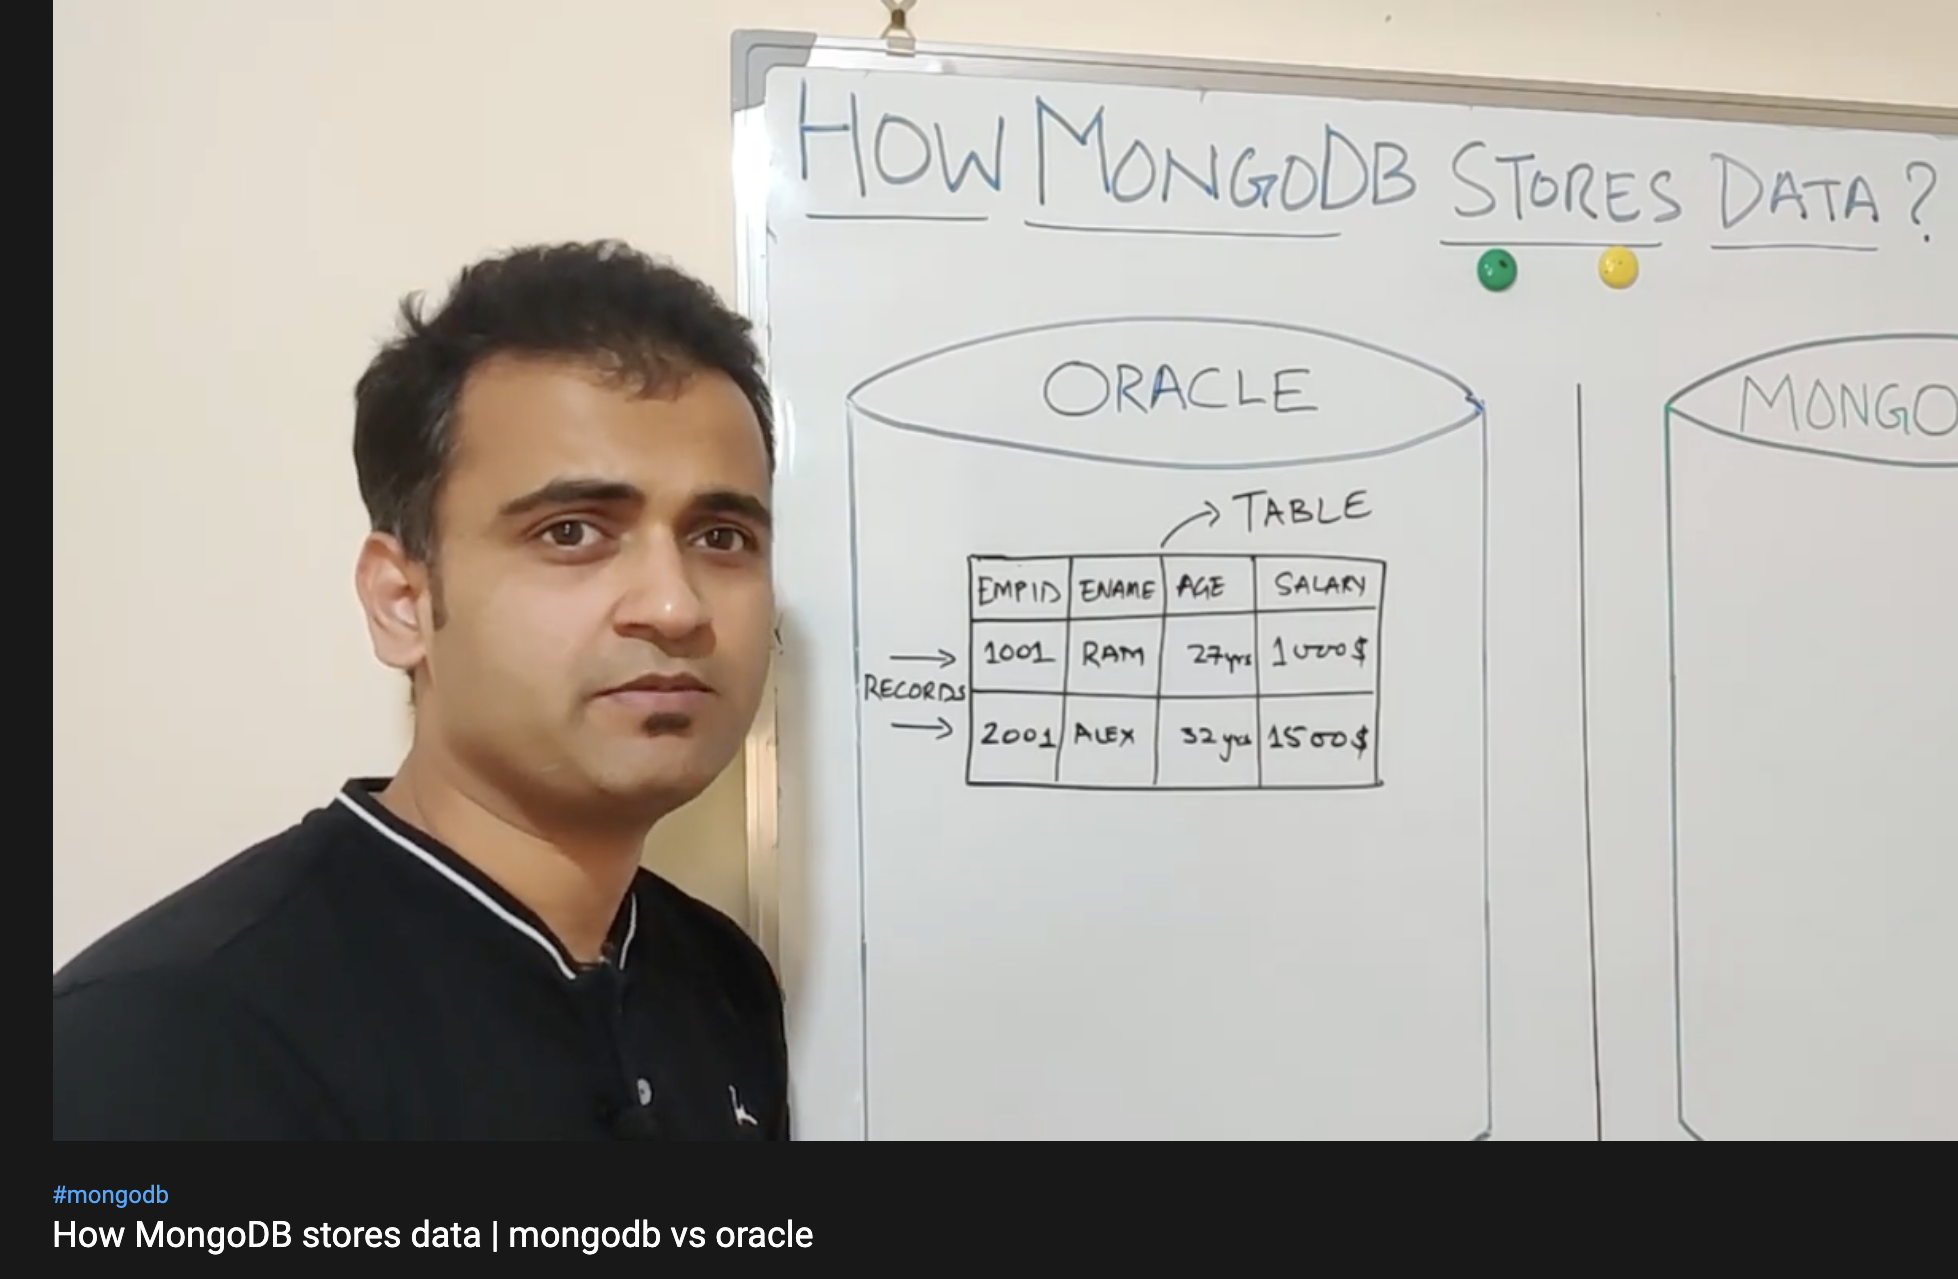 HOW MONGODB STORES DATA ?
ORACLE
MONGO
TABLE
EMPID ENAME AGE SALARY
1001 RAM 27yrs 1000$
RECORDS
2001 ALEX 32yrs 1500$
#mongodb
How MongoDB stores data | mongodb vs oracle